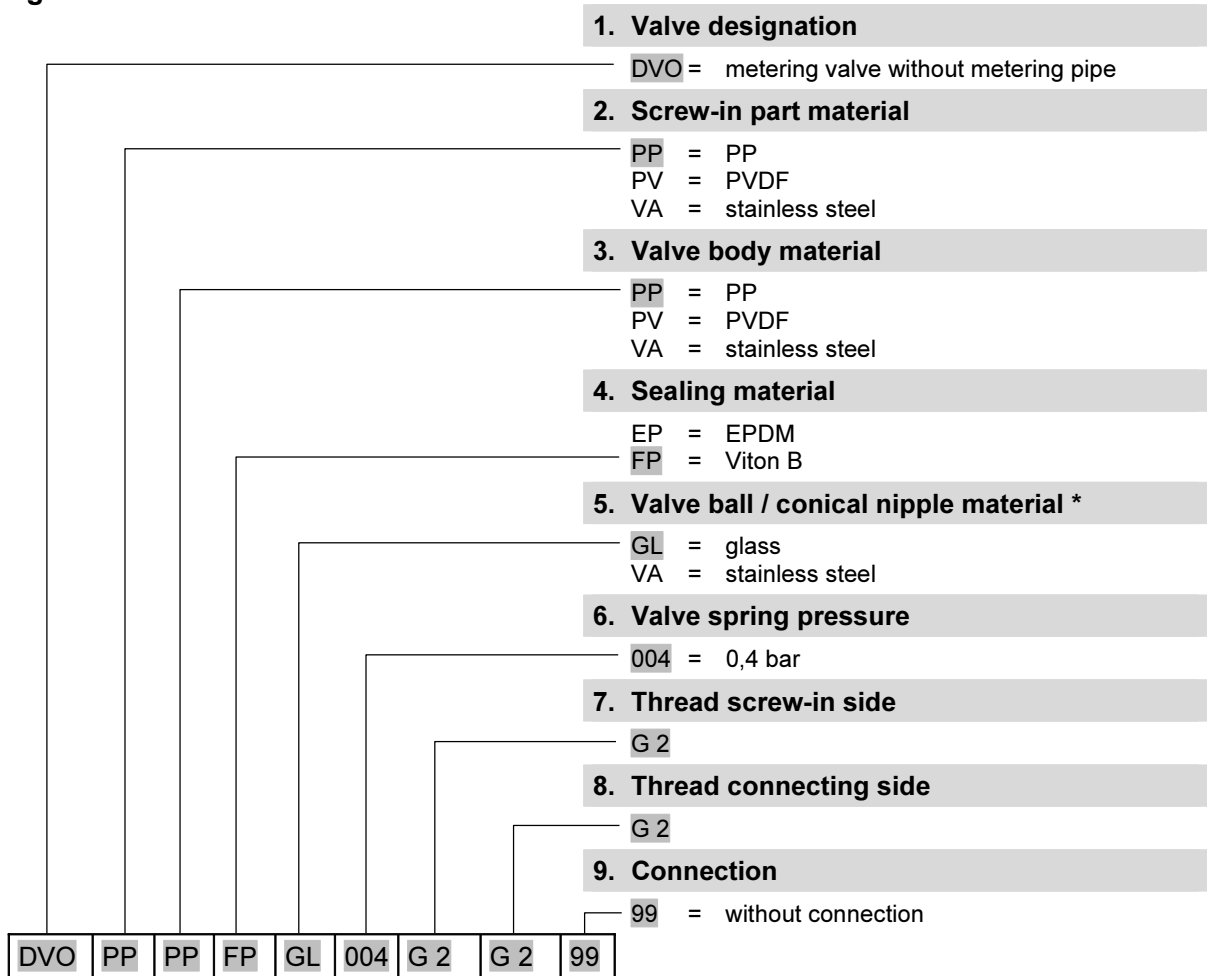 1. Valve designation
DVO = metering valve without metering pipe
2. Screw-in part material
PP = PP
PV = PVDF
VA = stainless steel
3. Valve body material
PP = PP
PV = PVDF
VA = stainless steel
4. Sealing material
EP = EPDM
FP = Viton B
5. Valve ball / conical nipple material *
GL = glass
VA = stainless steel
6. Valve spring pressure
004 = 0,4 bar
7. Thread screw-in side
G 2
8. Thread connecting side
G 2
9. Connection
99 = without connection
DVO PP PP FP GL 004 G 2 G 2 99